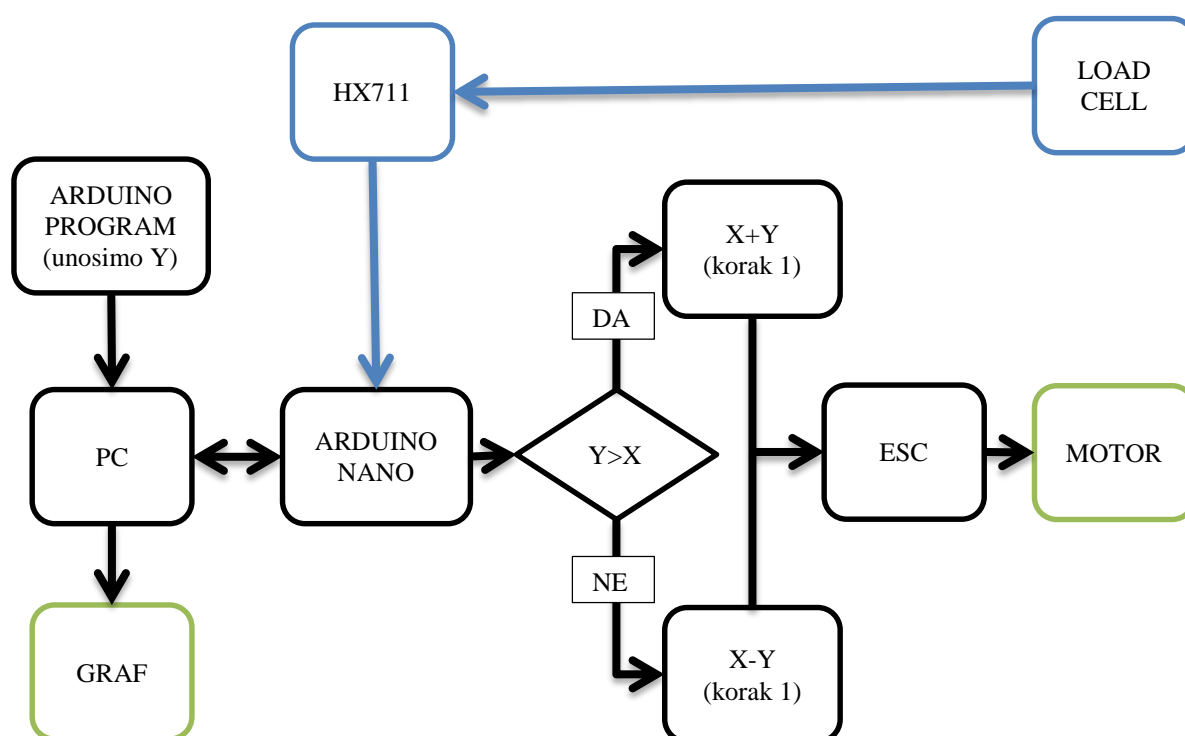 HX711
LOAD
CELL
ARDUINO
PROGRAM
(unosimo Y)
X+Y
(korak 1)
DA
PC
ARDUINO
NANO
Y>X
ESC
MOTOR
NE
GRAF
X-Y
(korak 1)